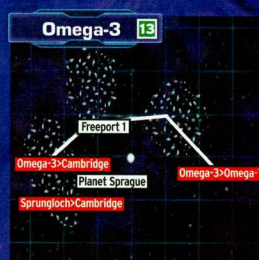 Omega-3 13
Freeport 1
Omega-3>Cambridge
Omega-3>Omega-
Planet Sprague
Sprungloch>Cambridge